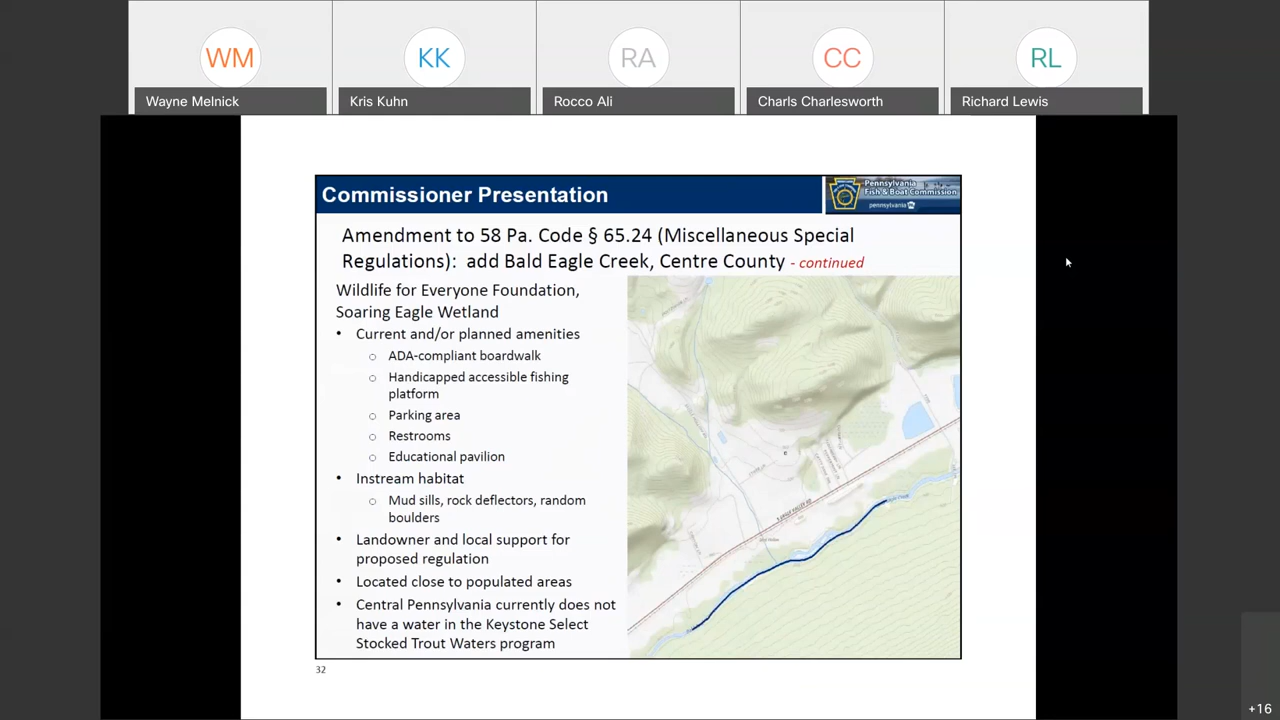 WM
KK
RA
CC
RL
Wayne Melnick
Kris Kuhn
Rocco Ali
Charls Charlesworth
Richard Lewis
Commissioner Presentation
Pennsylvania
Fish & Boat Commission
pennsylvania
Amendment to 58 Pa. Code § 65.24 (Miscellaneous Special
Regulations): add Bald Eagle Creek, Centre County - continued
Wildlife for Everyone Foundation,
Soaring Eagle Wetland
• Current and/or planned amenities
○ ADA-compliant boardwalk
○ Handicapped accessible fishing
platform
○ Parking area
○ Restrooms
○ Educational pavilion
• Instream habitat
○ Mud sills, rock deflectors, random
boulders
• Landowner and local support for
proposed regulation
• Located close to populated areas
• Central Pennsylvania currently does not
have a water in the Keystone Select
Stocked Trout Waters program
32
+16